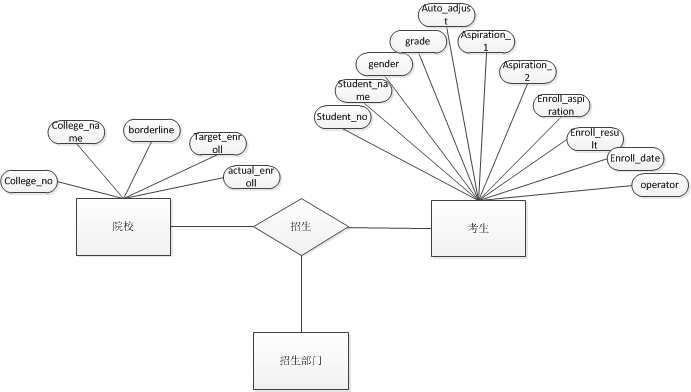 Auto_adjus
t
grade
Aspiration_
1
gender
Aspiration_
2
Student_na
me
Enroll_aspi
ration
Student_no
College_na
me
borderline
Target_enr
oll
Enroll_resu
lt
Enroll_date
College_no
actual_enr
oll
operator
院校
招生
考生
招生部门